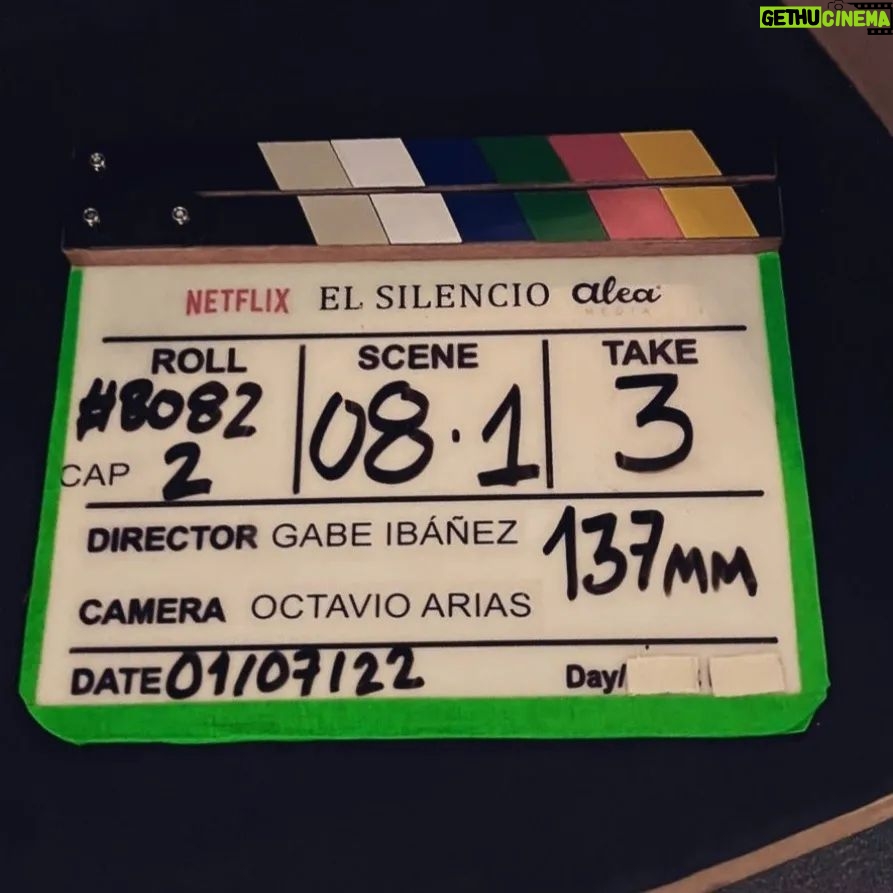 GETHUCINEMA
NETFLIX EL SILENCIO alea
MEDIA
ROLL SCENE TAKE
#B082 08.1 3
CAP 2
DIRECTOR GABE IBÁÑEZ 137MM
CAMERA OCTAVIO ARIAS
DATE 01/07/22 Day/